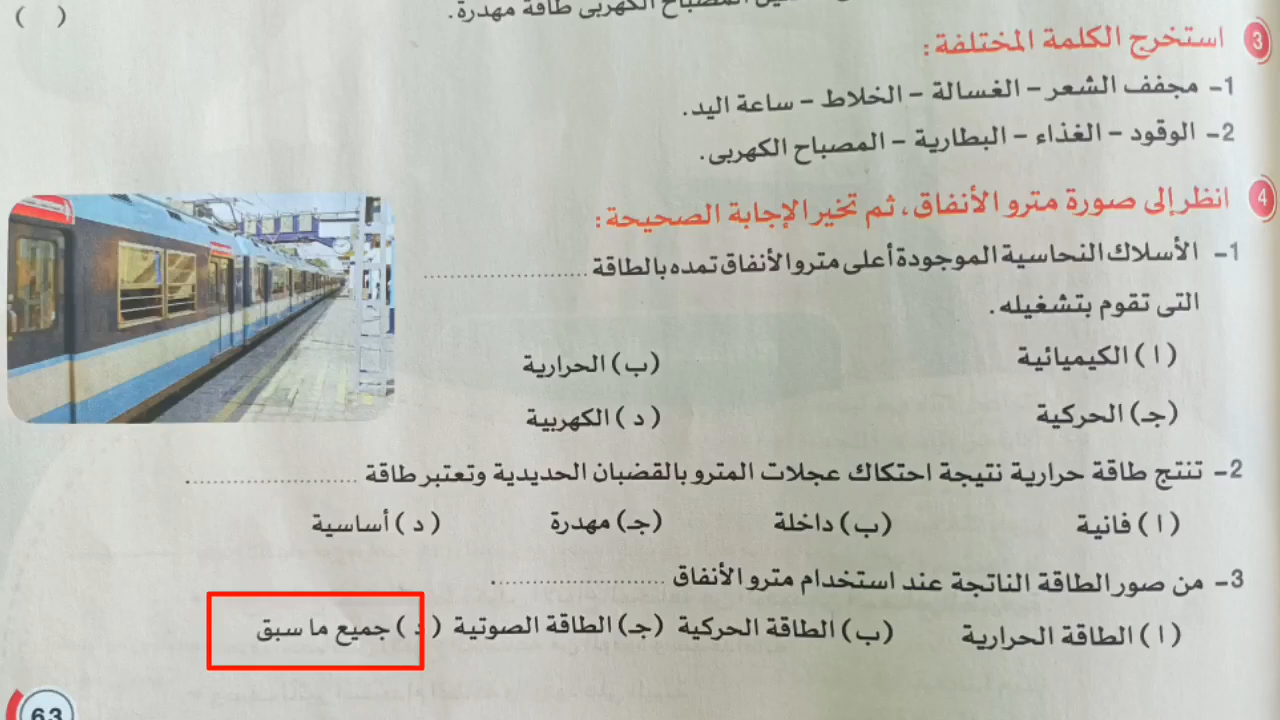 المصباح الكهربى طاقة مهدرة. ( )
3 استخرج الكلمة المختلفة:
1- مجفف الشعر - الغسالة - الخلاط - ساعة اليد.
2- الوقود - الغذاء - البطارية - المصباح الكهربى.
4 انظر إلى صورة مترو الأنفاق، ثم تخير الإجابة الصحيحة:
1- الأسلاك النحاسية الموجودة أعلى مترو الأنفاق تمده بالطاقة ......................
التى تقوم بتشغيله.
( ا ) الكيميائية (ب) الحرارية
(جـ) الحركية ( د ) الكهربية
2- تنتج طاقة حرارية نتيجة احتكاك عجلات المترو بالقضبان الحديدية وتعتبر طاقة ......................
( ا ) فانية (ب) داخلة (جـ) مهدرة ( د ) أساسية
3- من صور الطاقة الناتجة عند استخدام مترو الأنفاق ......................
( ا ) الطاقة الحرارية (ب) الطاقة الحركية (جـ) الطاقة الصوتية ( د ) جميع ما سبق
63